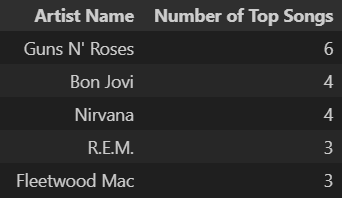 Artist Name Number of Top Songs
Guns N' Roses 6
Bon Jovi 4
Nirvana 4
R.E.M. 3
Fleetwood Mac 3